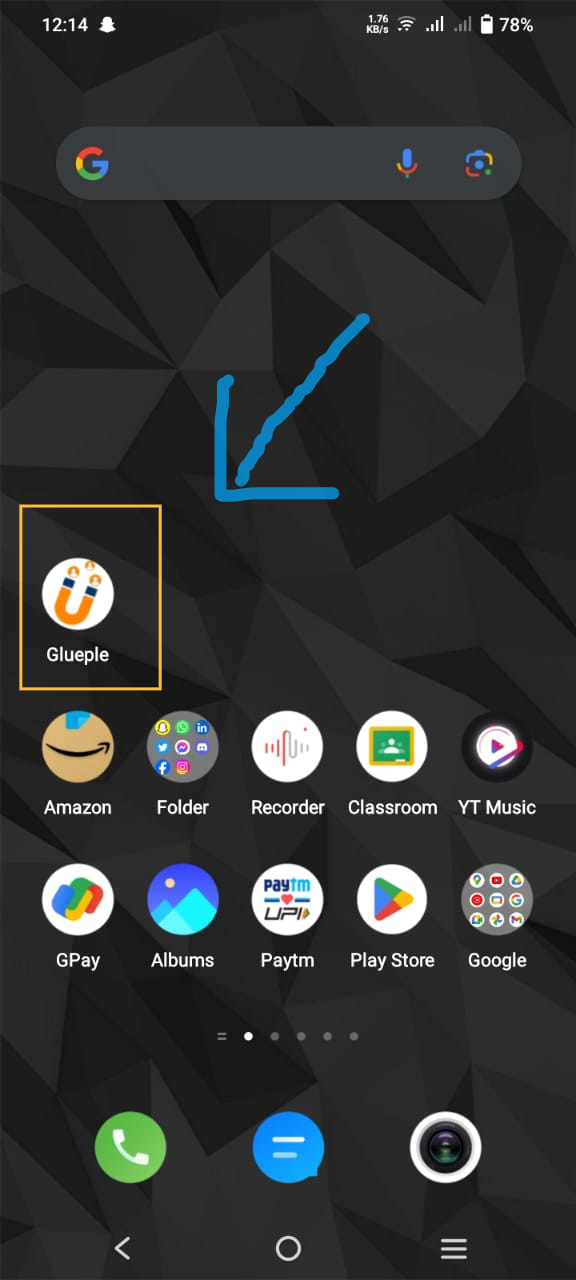 12:14
1.76
KB/s
78%
Glueple
Amazon
Folder
Recorder
Classroom
YT Music
paytm
UPI
GPay
Albums
Paytm
Play Store
Google